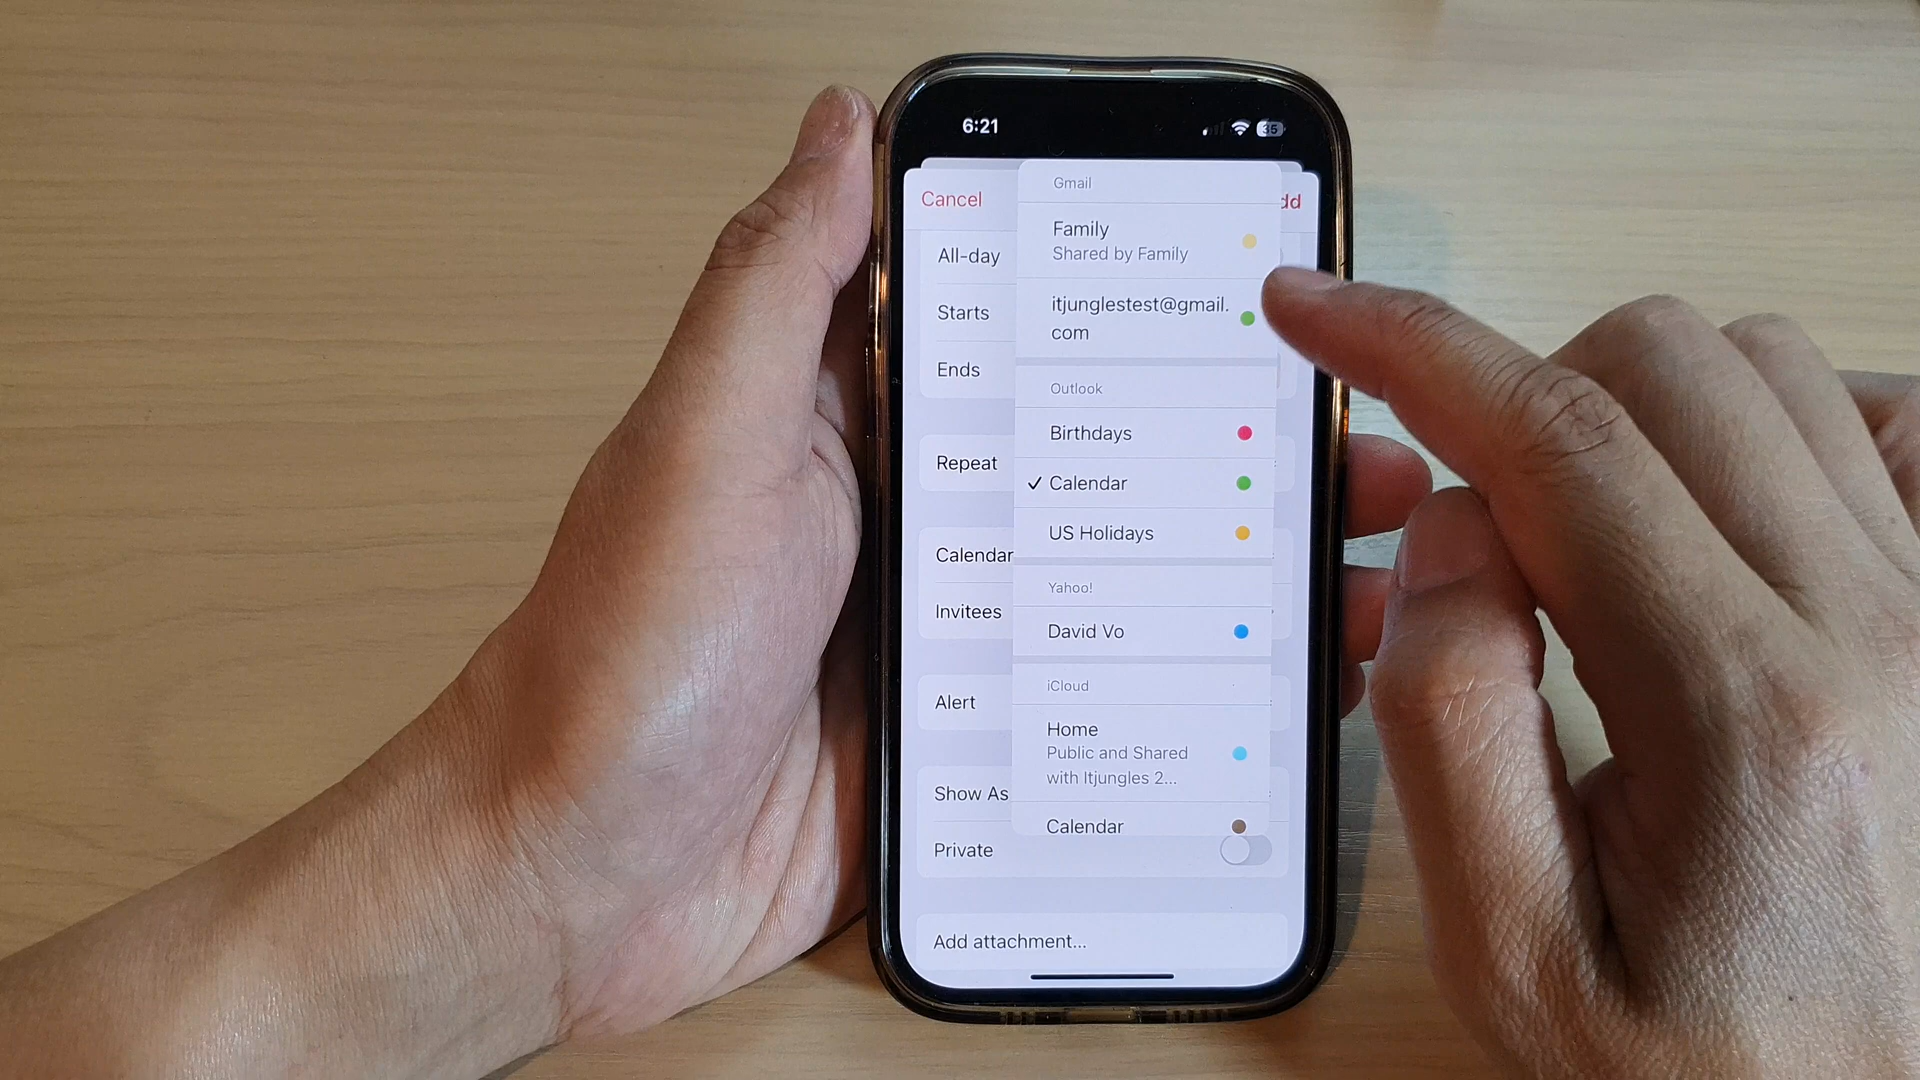 6:21
35
Cancel
dd
Gmail
Family
Shared by Family
itjunglestest@gmail.
com
Outlook
Birthdays
✓ Calendar
US Holidays
Yahoo!
David Vo
iCloud
Home
Public and Shared
with Itjungles 2...
Calendar
All-day
Starts
Ends
Repeat
Calendar
Invitees
Alert
Show As
Private
Add attachment...